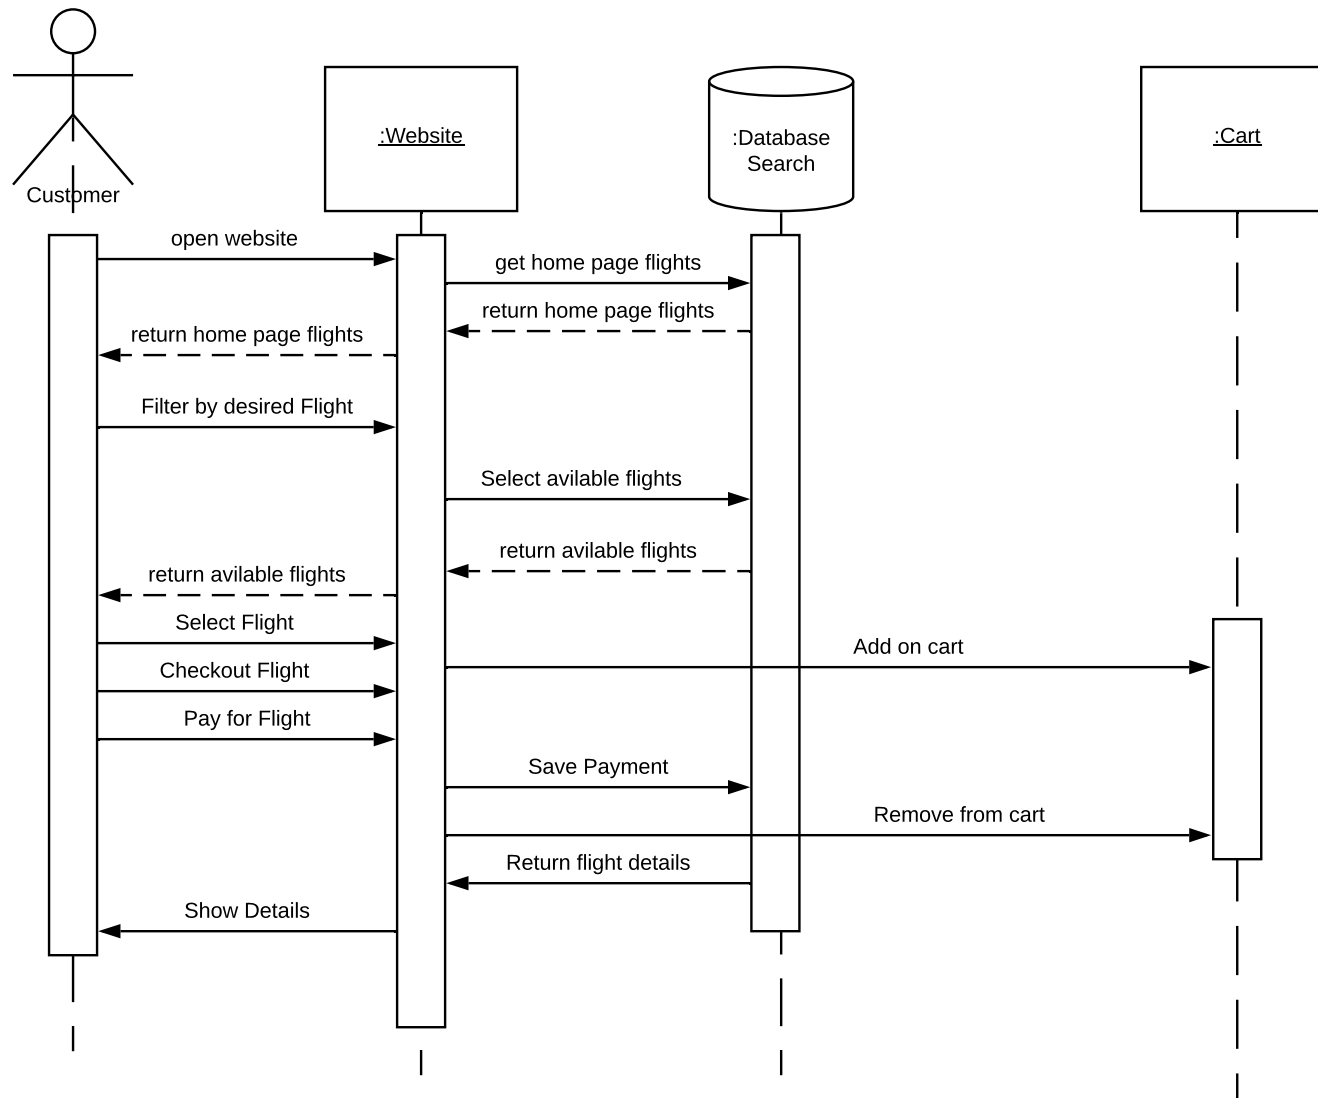 :Website
:Database
Search
:Cart
Customer
open website
get home page flights
return home page flights
return home page flights
Filter by desired Flight
Select avilable flights
return avilable flights
return avilable flights
Select Flight
Add on cart
Checkout Flight
Pay for Flight
Save Payment
Remove from cart
Return flight details
Show Details